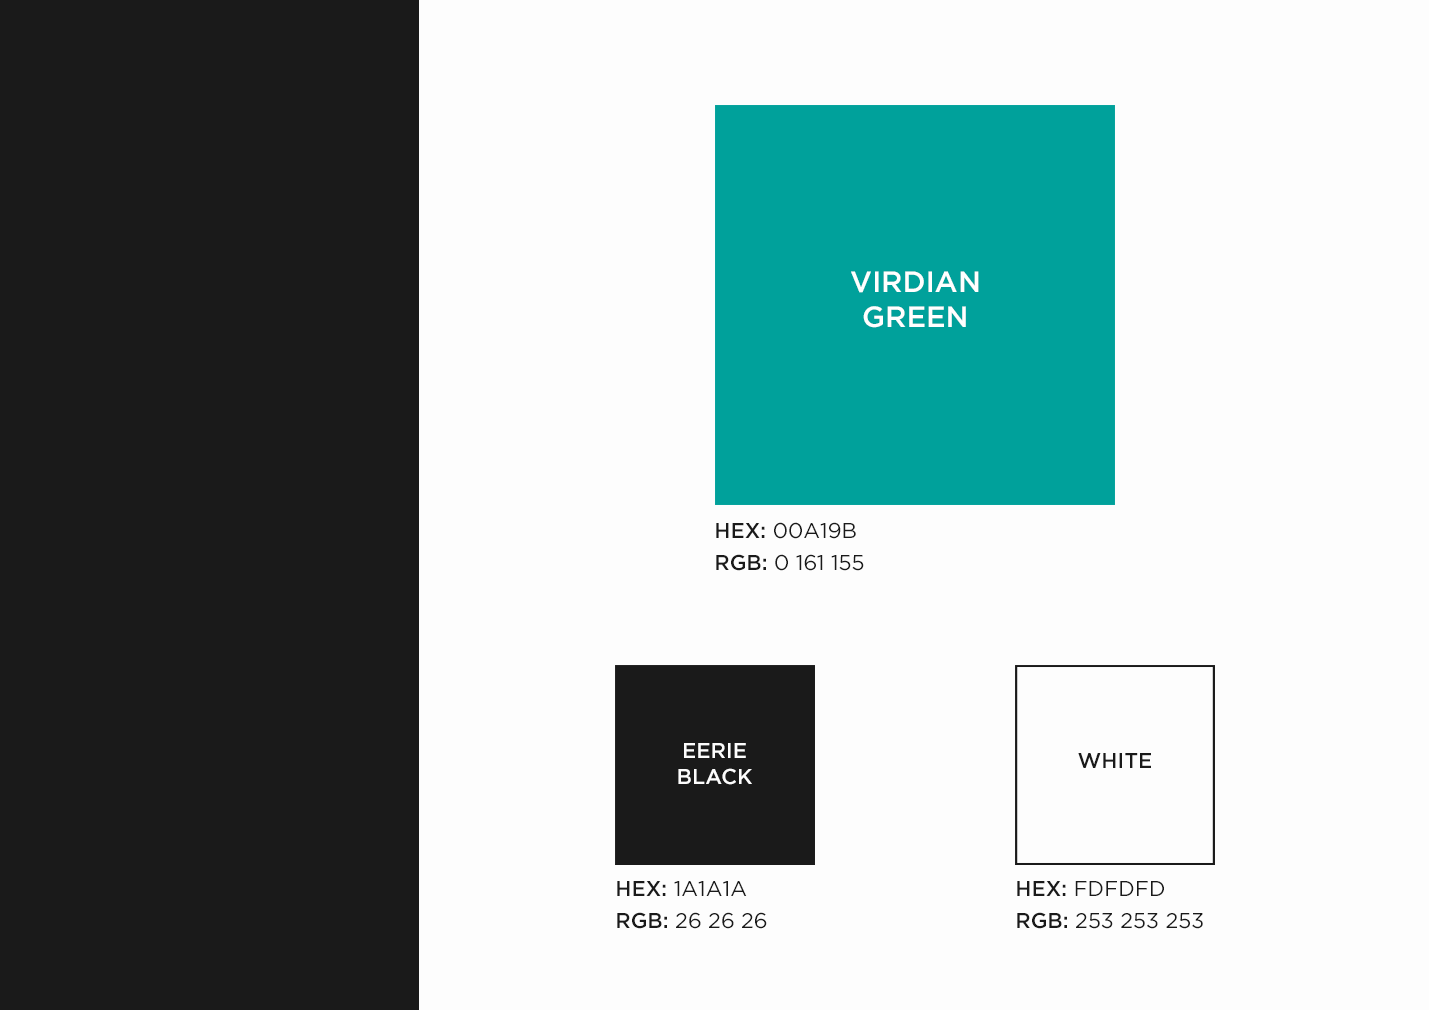 VIRDIAN
GREEN
HEX: 00A19B
RGB: 0 161 155
EERIE
BLACK
HEX: 1A1A1A
RGB: 26 26 26
WHITE
HEX: FDFDFD
RGB: 253 253 253